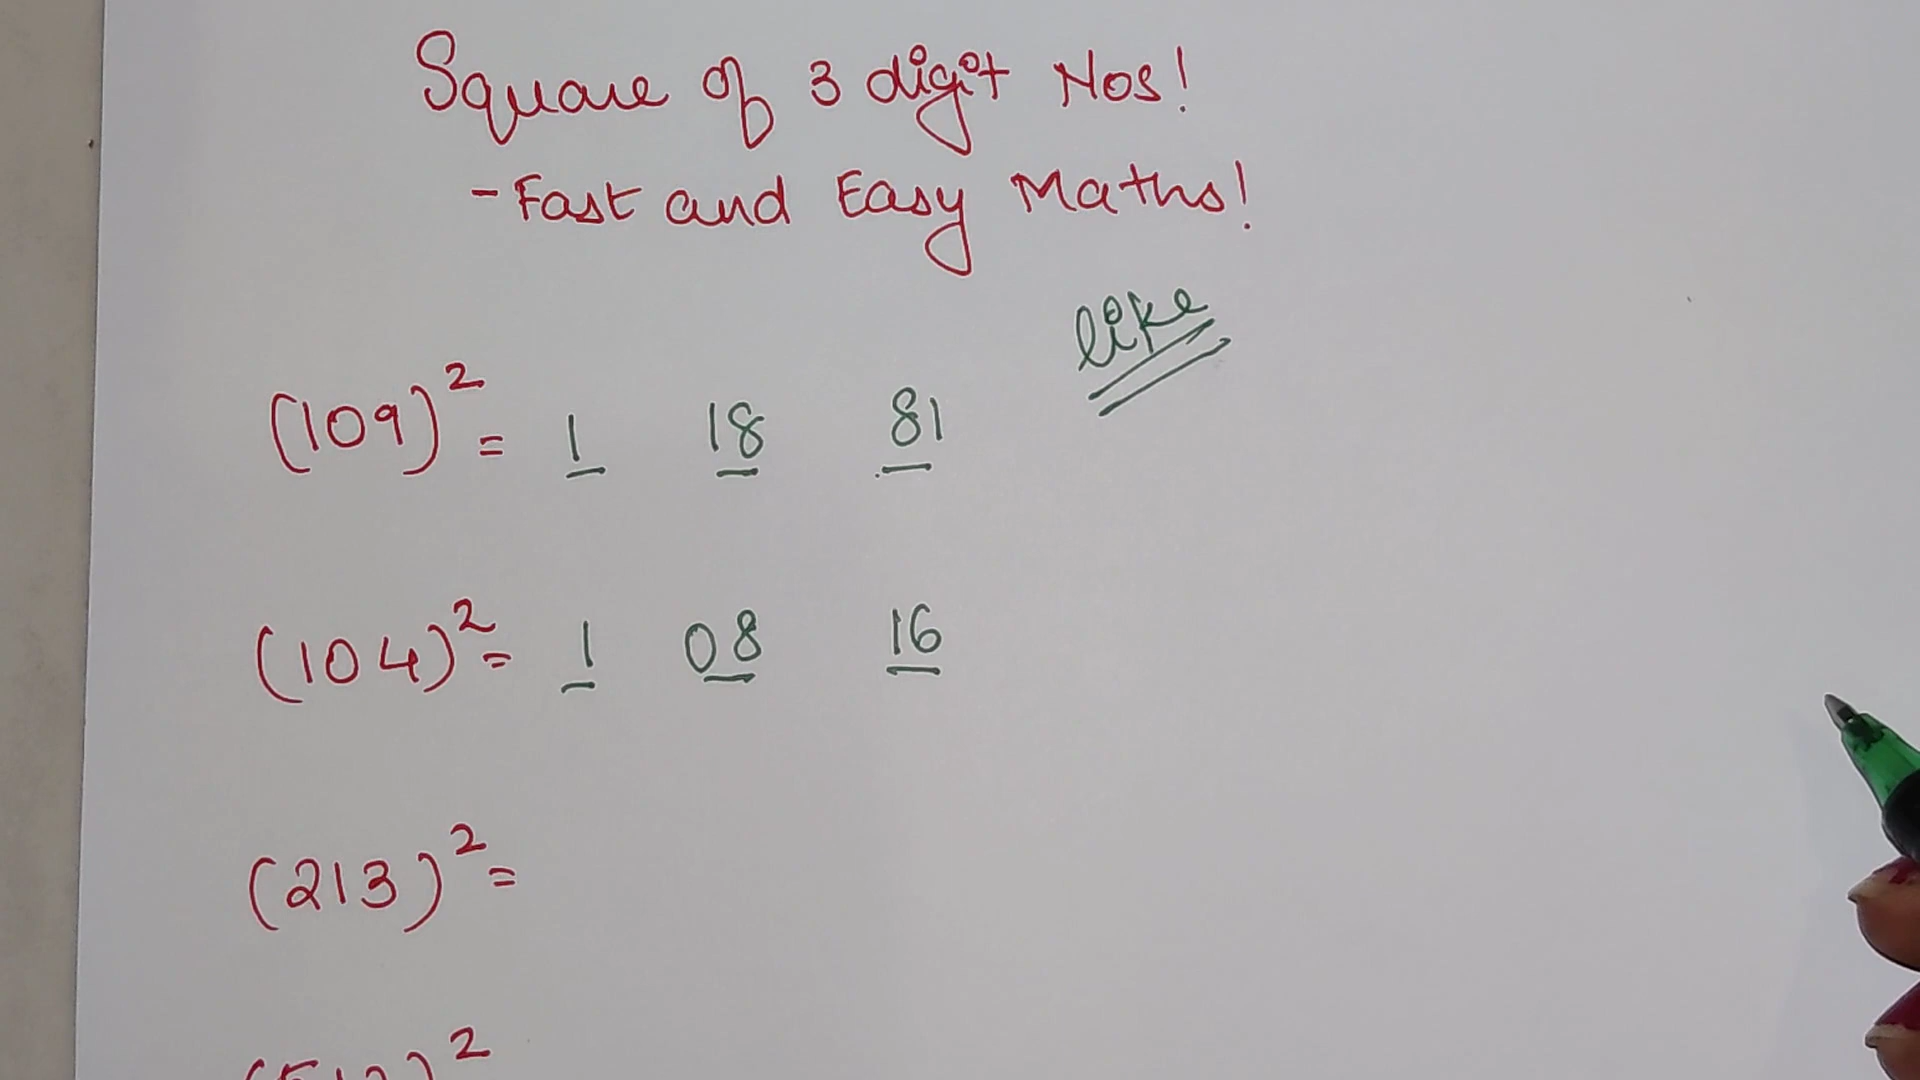 Square of 3 digit Nos!
- Fast and Easy Maths!
like
(109)² = 1 18 81
(104)² = 1 08 16
(213)² =